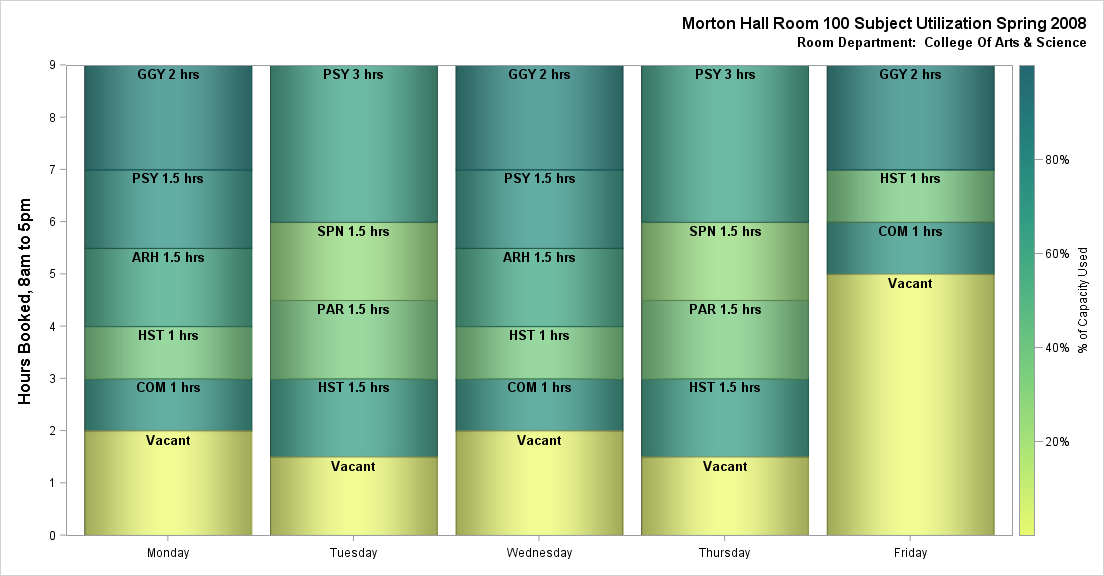 Morton Hall Room 100 Subject Utilization Spring 2008
Room Department: College Of Arts & Science
Hours Booked, 8am to 5pm
9
8
7
6
5
4
3
2
1
0
GGY 2 hrs
PSY 1.5 hrs
ARH 1.5 hrs
HST 1 hrs
COM 1 hrs
Vacant
PSY 3 hrs
SPN 1.5 hrs
PAR 1.5 hrs
HST 1.5 hrs
Vacant
GGY 2 hrs
PSY 1.5 hrs
ARH 1.5 hrs
HST 1 hrs
COM 1 hrs
Vacant
PSY 3 hrs
SPN 1.5 hrs
PAR 1.5 hrs
HST 1.5 hrs
Vacant
GGY 2 hrs
HST 1 hrs
COM 1 hrs
Vacant
Monday
Tuesday
Wednesday
Thursday
Friday
80%
60%
40%
20%
% of Capacity Used